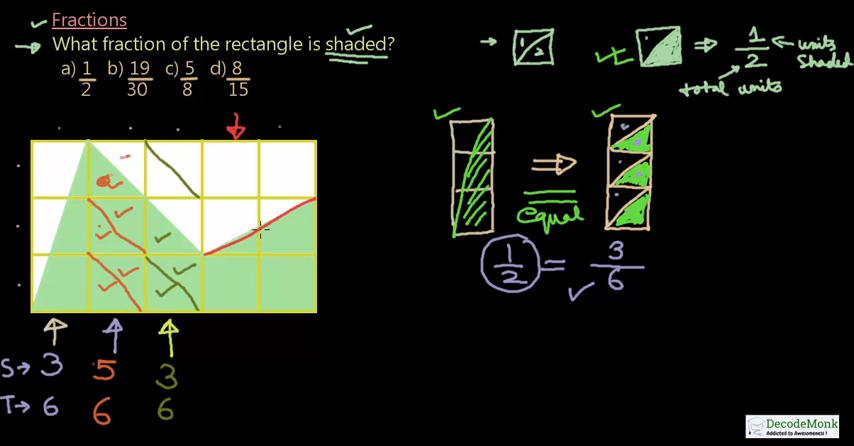 Fractions
What fraction of the rectangle is shaded?
a) 1/2 b) 19/30 c) 5/8 d) 8/15
1 2
1/2
units shaded
total units
equal
1/2 = 3/6
S→ 3 5 3
T→ 6 6 6
DecodeMonk
Addicted to Awesomeness !